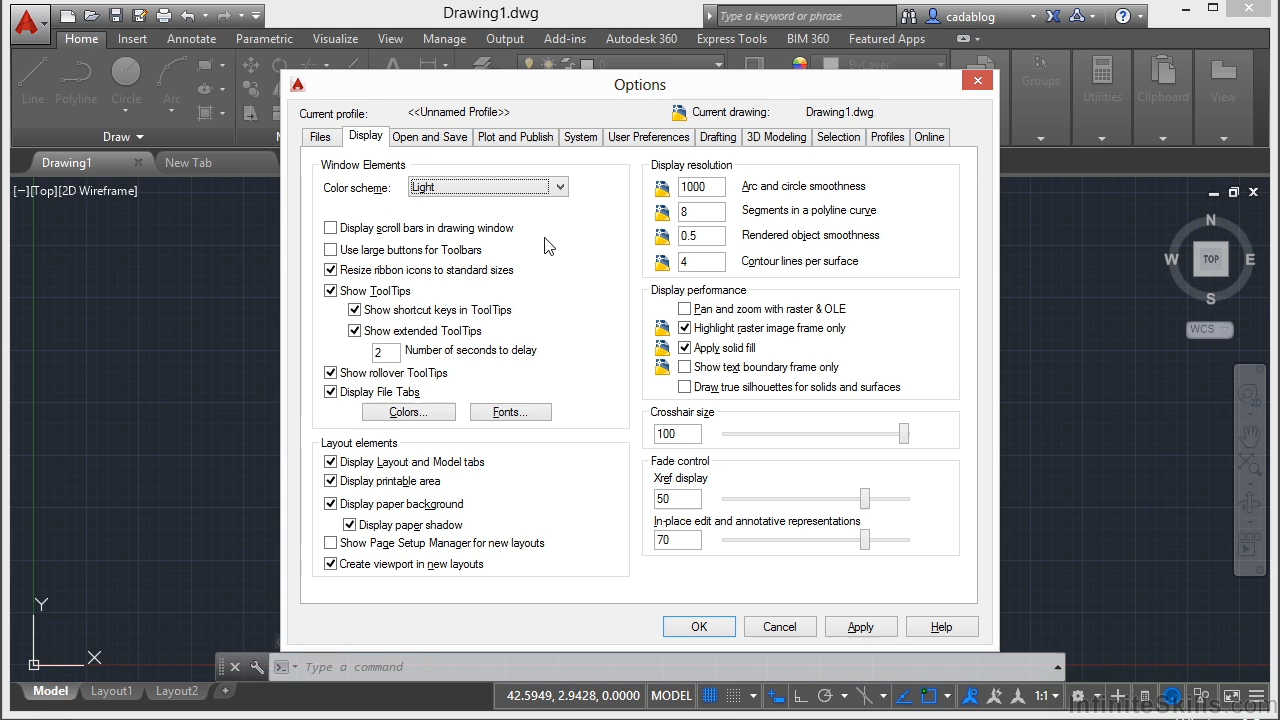 Drawing1.dwg
Type a keyword or phrase
cadablog
Home Insert Annotate Parametric Visualize View Manage Output Add-ins Autodesk 360 Express Tools BIM 360 Featured Apps
Line Polyline Circle Arc
ByLayer
Groups Utilities Clipboard View
Draw
Drawing1 New Tab
[−][Top][2D Wireframe]
Options
Current profile: <<Unnamed Profile>> Current drawing: Drawing1.dwg
Files Display Open and Save Plot and Publish System User Preferences Drafting 3D Modeling Selection Profiles Online
Window Elements
Color scheme: Light
Display scroll bars in drawing window
Use large buttons for Toolbars
Resize ribbon icons to standard sizes
Show ToolTips
Show shortcut keys in ToolTips
Show extended ToolTips
2 Number of seconds to delay
Show rollover ToolTips
Display File Tabs
Colors... Fonts...
Layout elements
Display Layout and Model tabs
Display printable area
Display paper background
Display paper shadow
Show Page Setup Manager for new layouts
Create viewport in new layouts
Display resolution
1000 Arc and circle smoothness
8 Segments in a polyline curve
0.5 Rendered object smoothness
4 Contour lines per surface
Display performance
Pan and zoom with raster & OLE
Highlight raster image frame only
Apply solid fill
Show text boundary frame only
Draw true silhouettes for solids and surfaces
Crosshair size
100
Fade control
Xref display
50
In-place edit and annotative representations
70
OK Cancel Apply Help
N
W TOP E
S
WCS
Y
X
Type a command
Model Layout1 Layout2 +
42.5949, 2.9428, 0.0000 MODEL 1:1
InfiniteSkills.com